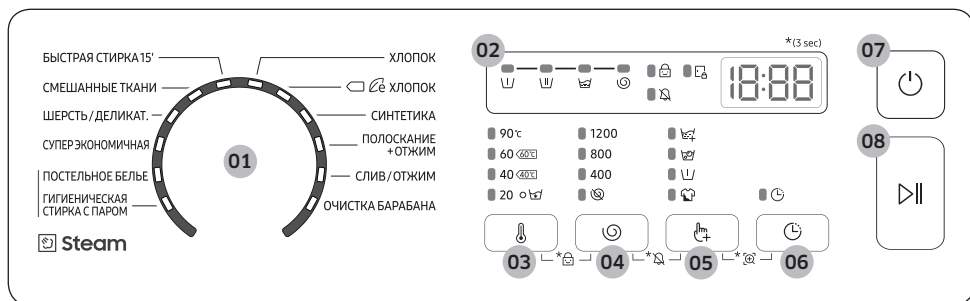 БЫСТРАЯ СТИРКА 15'
СМЕШАННЫЕ ТКАНИ
ШЕРСТЬ / ДЕЛИКАТ.
СУПЕР ЭКОНОМИЧНАЯ
ПОСТЕЛЬНОЕ БЕЛЬЕ
ГИГИЕНИЧЕСКАЯ
СТИРКА С ПАРОМ
Steam
01
ХЛОПОК
e ХЛОПОК
СИНТЕТИКА
ПОЛОСКАНИЕ
+ОТЖИМ
СЛИВ / ОТЖИМ
ОЧИСТКА БАРАБАНА
02
*(3 sec)
18:88
90°c 1200
60 60°C 800
40 40°C 400
20
03 * 04 * 05 * 06
07
08